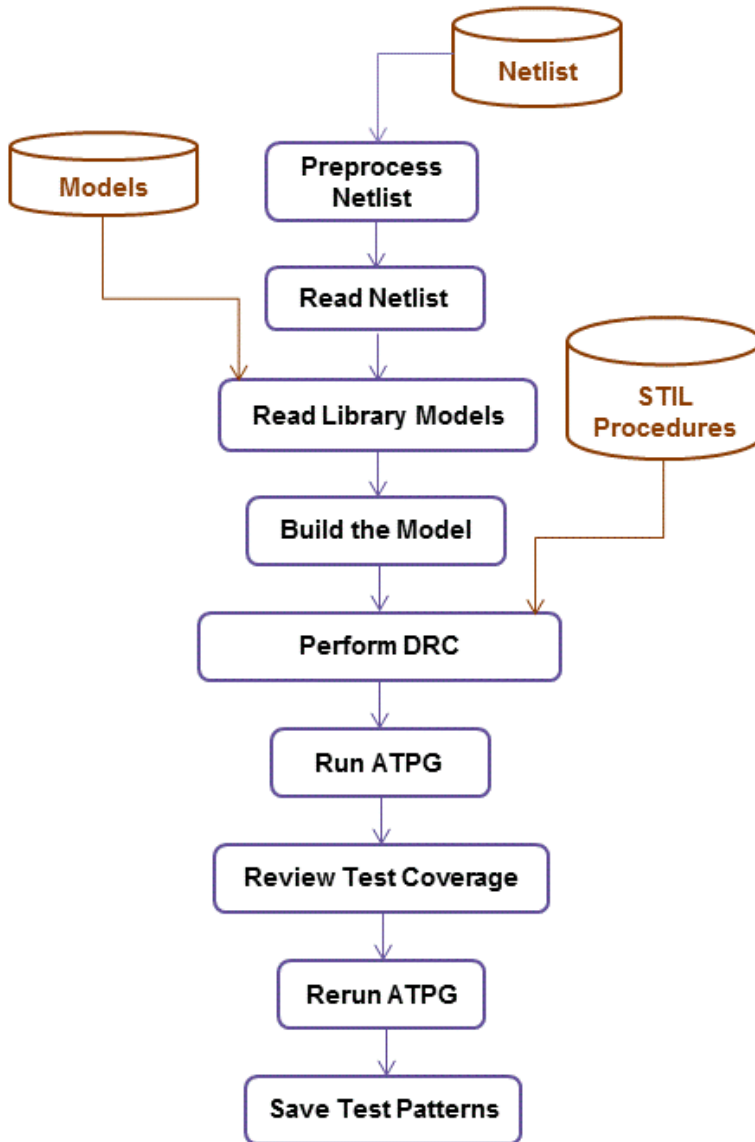 Netlist
Preprocess
Netlist
Models
Read Netlist
Read Library Models
STIL
Procedures
Build the Model
Perform DRC
Run ATPG
Review Test Coverage
Rerun ATPG
Save Test Patterns